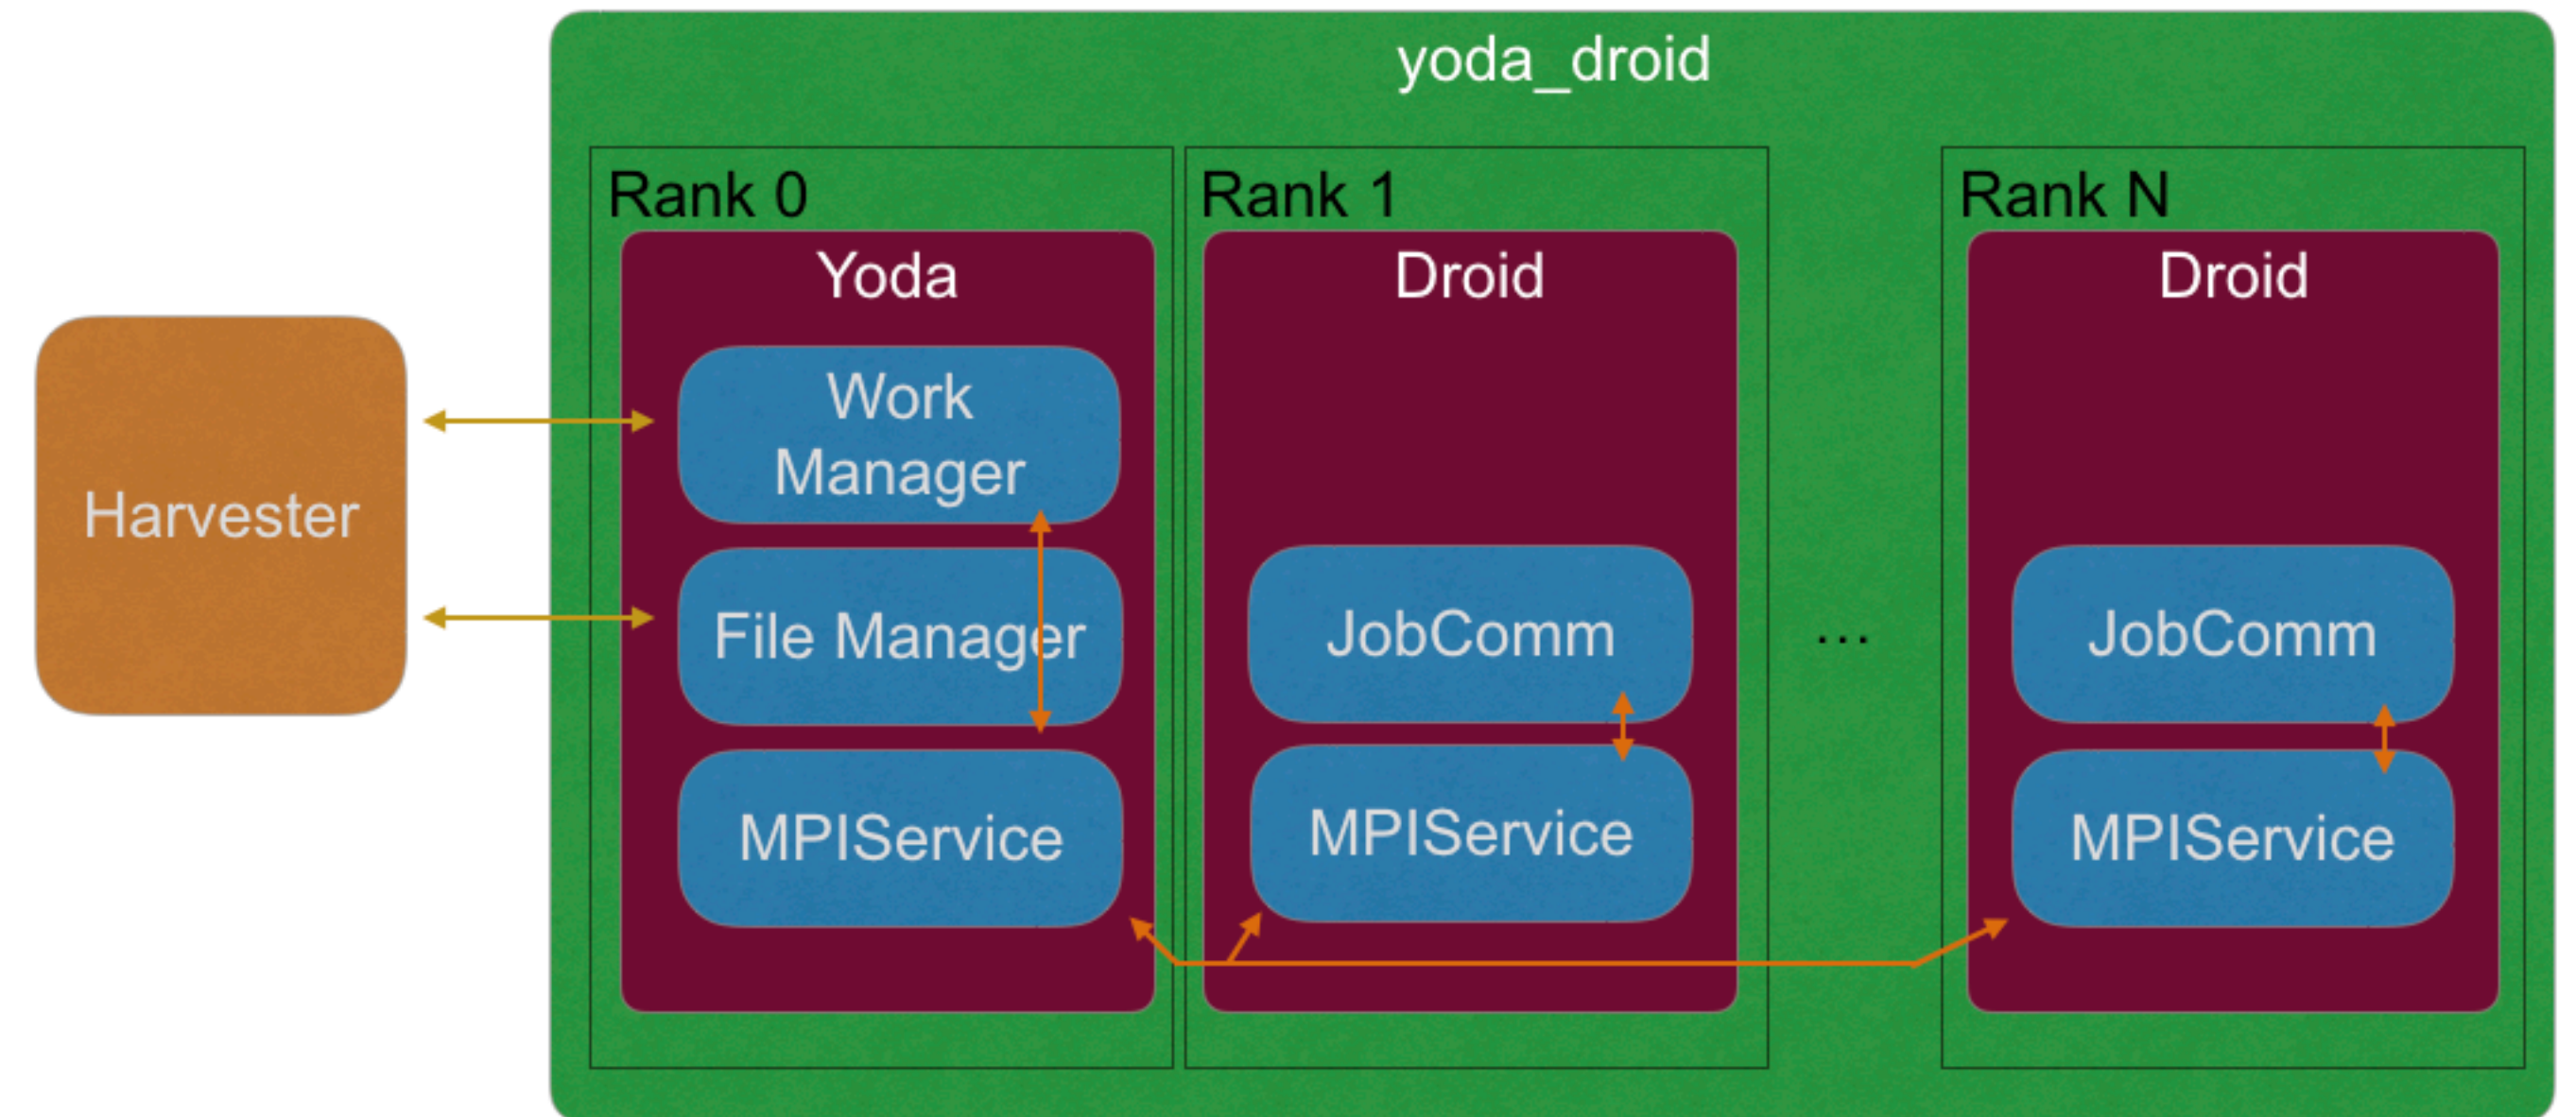 yoda_droid
Rank 0
Rank 1
Rank N
Yoda
Droid
Droid
Work
Manager
Harvester
File Manager
JobComm
...
JobComm
MPIService
MPIService
MPIService